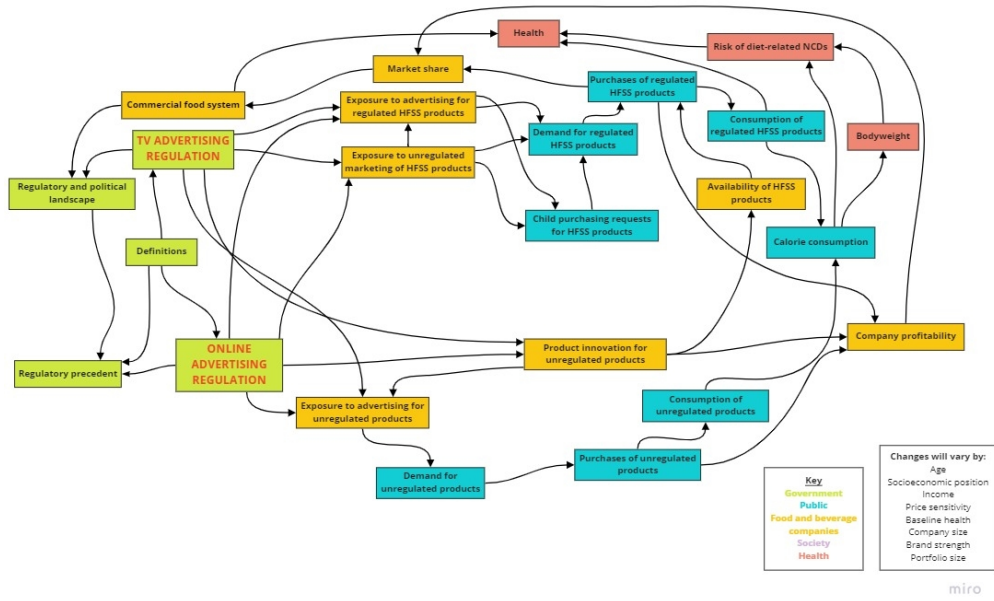 Health
Risk of diet-related NCDs
Market share
Purchases of regulated
HFSS products
Commercial food system
Exposure to advertising for
regulated HFSS products
Consumption of
regulated HFSS products
Demand for regulated
HFSS products
Bodyweight
TV ADVERTISING
REGULATION
Exposure to unregulated
marketing of HFSS products
Regulatory and political
landscape
Availability of HFSS
products
Child purchasing requests
for HFSS products
Calorie consumption
Definitions
Company profitability
ONLINE
ADVERTISING
REGULATION
Product innovation for
unregulated products
Regulatory precedent
Exposure to advertising for
unregulated products
Consumption of
unregulated products
Purchases of unregulated
products
Demand for
unregulated products
Key
Government
Public
Food and beverage
companies
Society
Health
Changes will vary by:
Age
Socioeconomic position
Income
Price sensitivity
Baseline health
Company size
Brand strength
Portfolio size
miro